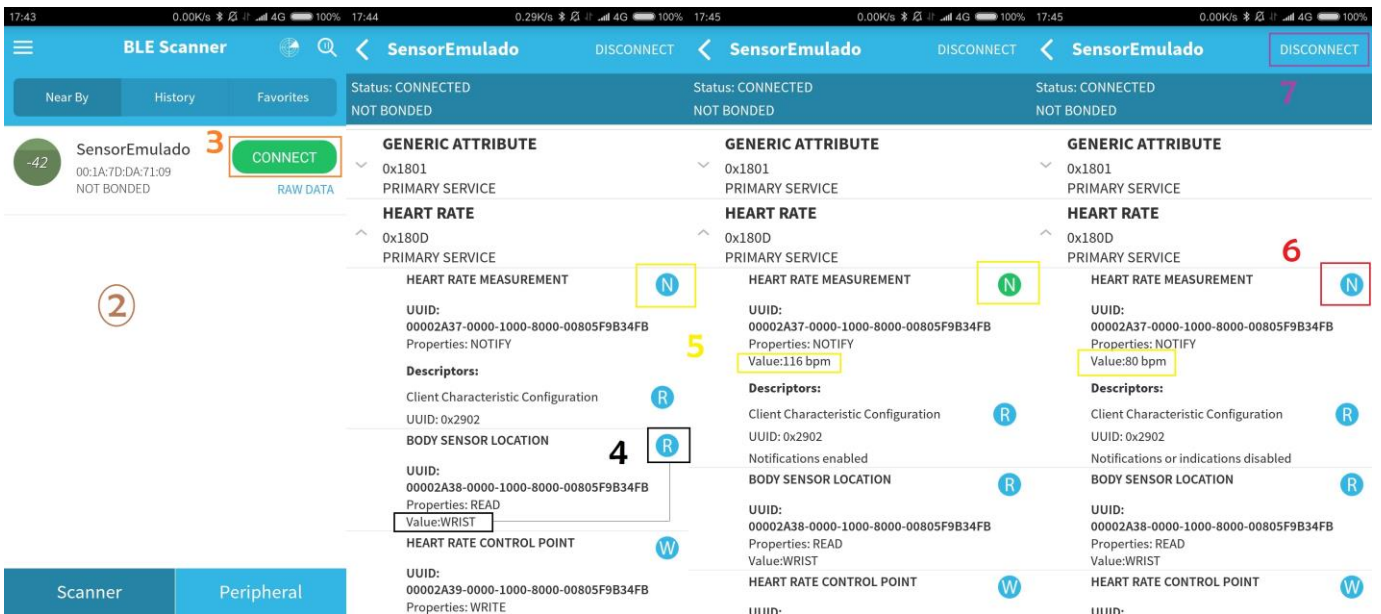 17:43 0.00K/s 4G 100%
BLE Scanner
Near By History Favorites
-42
SensorEmulado
00:1A:7D:DA:71:09
NOT BONDED
3
CONNECT
RAW DATA
2
Scanner Peripheral
17:44 0.29K/s 4G 100%
SensorEmulado DISCONNECT
Status: CONNECTED
NOT BONDED
GENERIC ATTRIBUTE
0x1801
PRIMARY SERVICE
HEART RATE
0x180D
PRIMARY SERVICE
HEART RATE MEASUREMENT N
UUID:
00002A37-0000-1000-8000-00805F9B34FB
Properties: NOTIFY
Descriptors:
Client Characteristic Configuration R
UUID: 0x2902
BODY SENSOR LOCATION R
4
UUID:
00002A38-0000-1000-8000-00805F9B34FB
Properties: READ
Value:WRIST
HEART RATE CONTROL POINT W
UUID:
00002A39-0000-1000-8000-00805F9B34FB
Properties: WRITE
17:45 0.00K/s 4G 100%
SensorEmulado DISCONNECT
Status: CONNECTED
NOT BONDED
GENERIC ATTRIBUTE
0x1801
PRIMARY SERVICE
HEART RATE
0x180D
PRIMARY SERVICE
HEART RATE MEASUREMENT N
UUID:
00002A37-0000-1000-8000-00805F9B34FB
Properties: NOTIFY
5
Value:116 bpm
Descriptors:
Client Characteristic Configuration R
UUID: 0x2902
Notifications enabled
BODY SENSOR LOCATION R
UUID:
00002A38-0000-1000-8000-00805F9B34FB
Properties: READ
Value:WRIST
HEART RATE CONTROL POINT W
UUID:
17:45 0.00K/s 4G 100%
SensorEmulado DISCONNECT
7
Status: CONNECTED
NOT BONDED
GENERIC ATTRIBUTE
0x1801
PRIMARY SERVICE
HEART RATE
0x180D
PRIMARY SERVICE
6
HEART RATE MEASUREMENT N
UUID:
00002A37-0000-1000-8000-00805F9B34FB
Properties: NOTIFY
Value:80 bpm
Descriptors:
Client Characteristic Configuration R
UUID: 0x2902
Notifications or indications disabled
BODY SENSOR LOCATION R
UUID:
00002A38-0000-1000-8000-00805F9B34FB
Properties: READ
Value:WRIST
HEART RATE CONTROL POINT W
UUID: